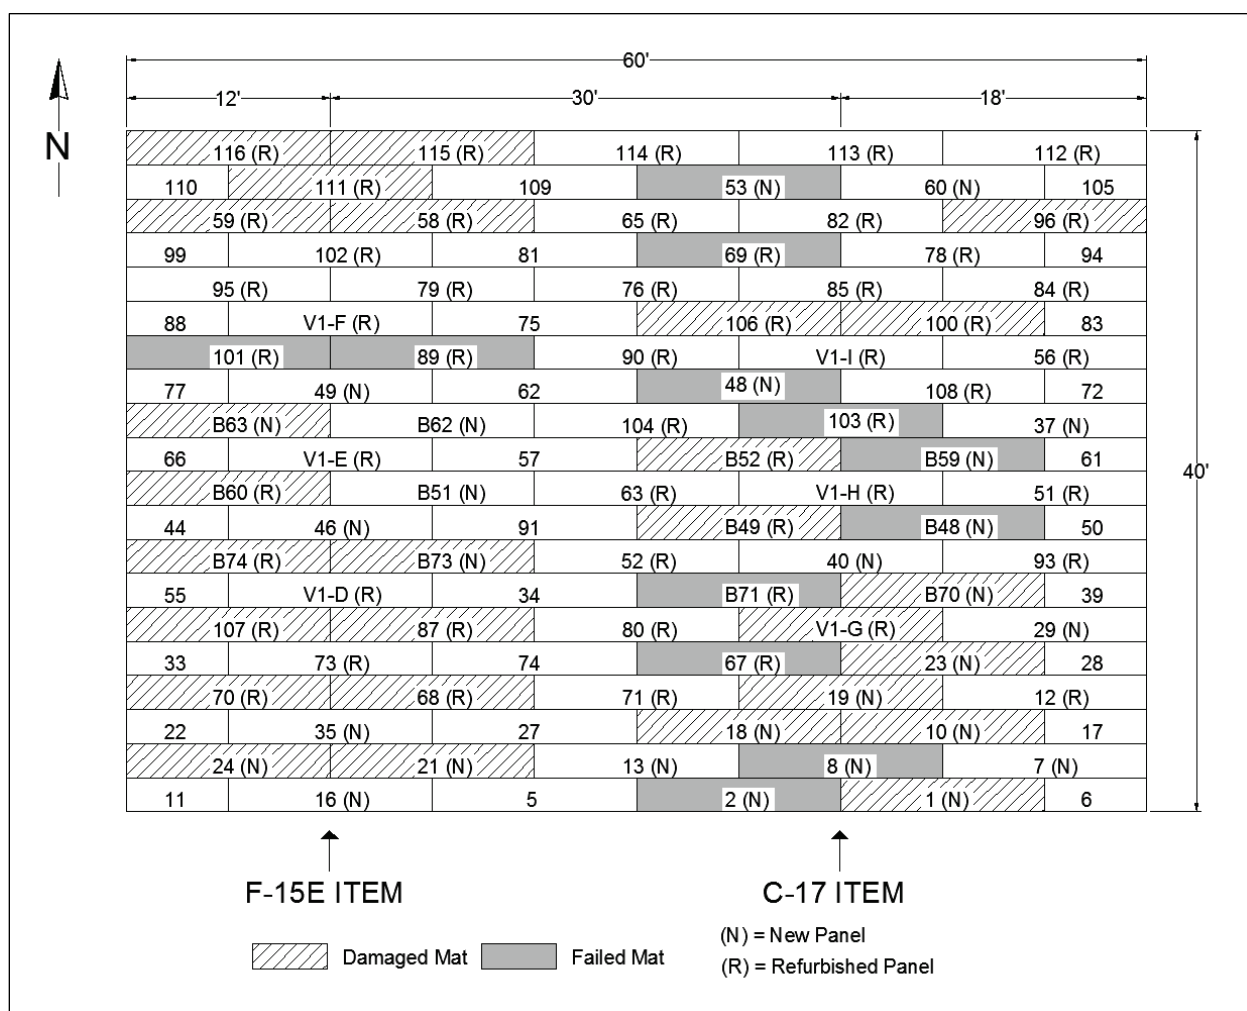 60'
12' 30' 18'
N
116 (R) 115 (R) 114 (R) 113 (R) 112 (R)
110 111 (R) 109 53 (N) 60 (N) 105
59 (R) 58 (R) 65 (R) 82 (R) 96 (R)
99 102 (R) 81 69 (R) 78 (R) 94
95 (R) 79 (R) 76 (R) 85 (R) 84 (R)
88 V1-F (R) 75 106 (R) 100 (R) 83
101 (R) 89 (R) 90 (R) V1-I (R) 56 (R)
77 49 (N) 62 48 (N) 108 (R) 72
B63 (N) B62 (N) 104 (R) 103 (R) 37 (N)
66 V1-E (R) 57 B52 (R) B59 (N) 61
40'
B60 (R) B51 (N) 63 (R) V1-H (R) 51 (R)
44 46 (N) 91 B49 (R) B48 (N) 50
B74 (R) B73 (N) 52 (R) 40 (N) 93 (R)
55 V1-D (R) 34 B71 (R) B70 (N) 39
107 (R) 87 (R) 80 (R) V1-G (R) 29 (N)
33 73 (R) 74 67 (R) 23 (N) 28
70 (R) 68 (R) 71 (R) 19 (N) 12 (R)
22 35 (N) 27 18 (N) 10 (N) 17
24 (N) 21 (N) 13 (N) 8 (N) 7 (N)
11 16 (N) 5 2 (N) 1 (N) 6
F-15E ITEM C-17 ITEM
Damaged Mat Failed Mat
(N) = New Panel
(R) = Refurbished Panel